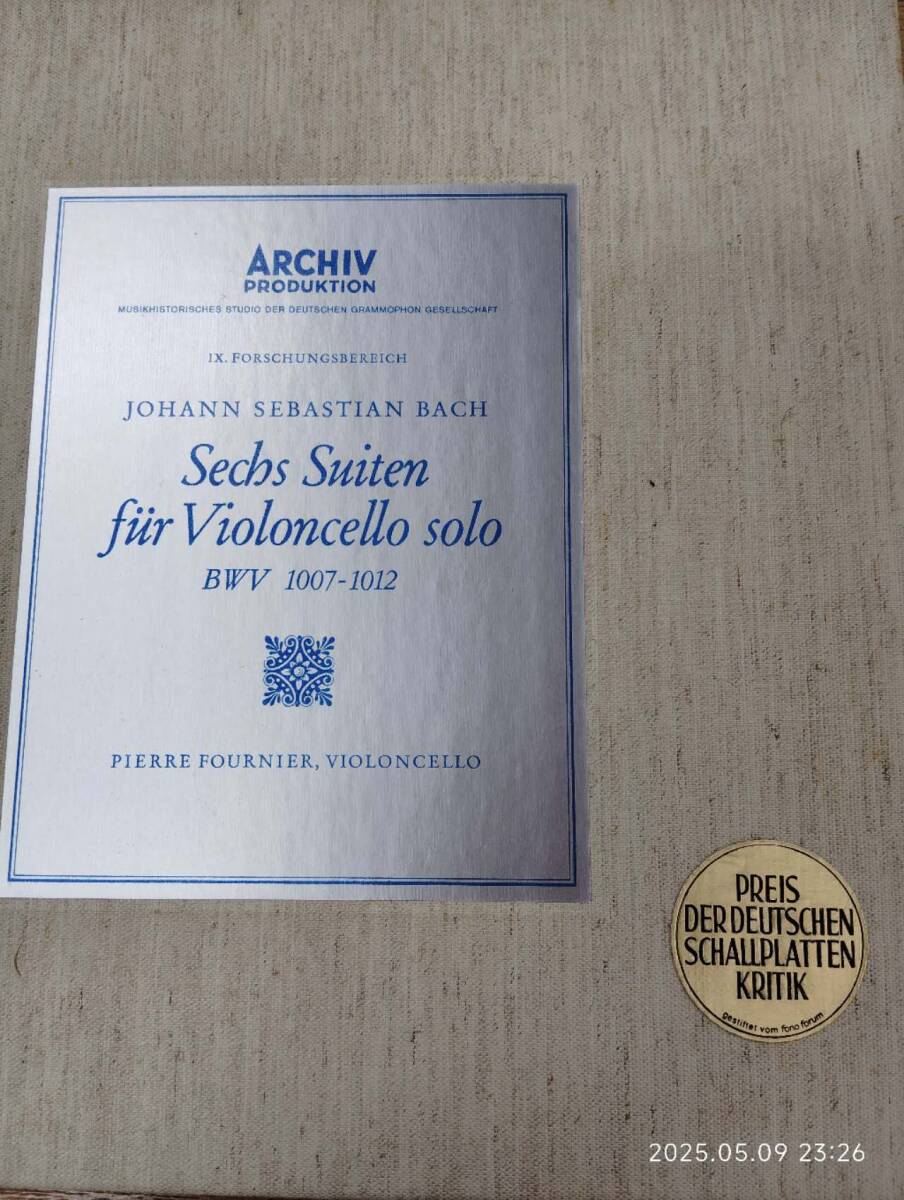 ARCHIV
PRODUKTION
MUSIKHISTORISCHES STUDIO DER DEUTSCHEN GRAMMOPHON GESELLSCHAFT
IX. FORSCHUNGSBEREICH
JOHANN SEBASTIAN BACH
Sechs Suiten
für Violoncello solo
BWV 1007-1012
PIERRE FOURNIER, VIOLONCELLO
PREIS
DER DEUTSCHEN
SCHALLPLATTEN
KRITIK
gestiftet vom fono forum
2025.05.09 23:26